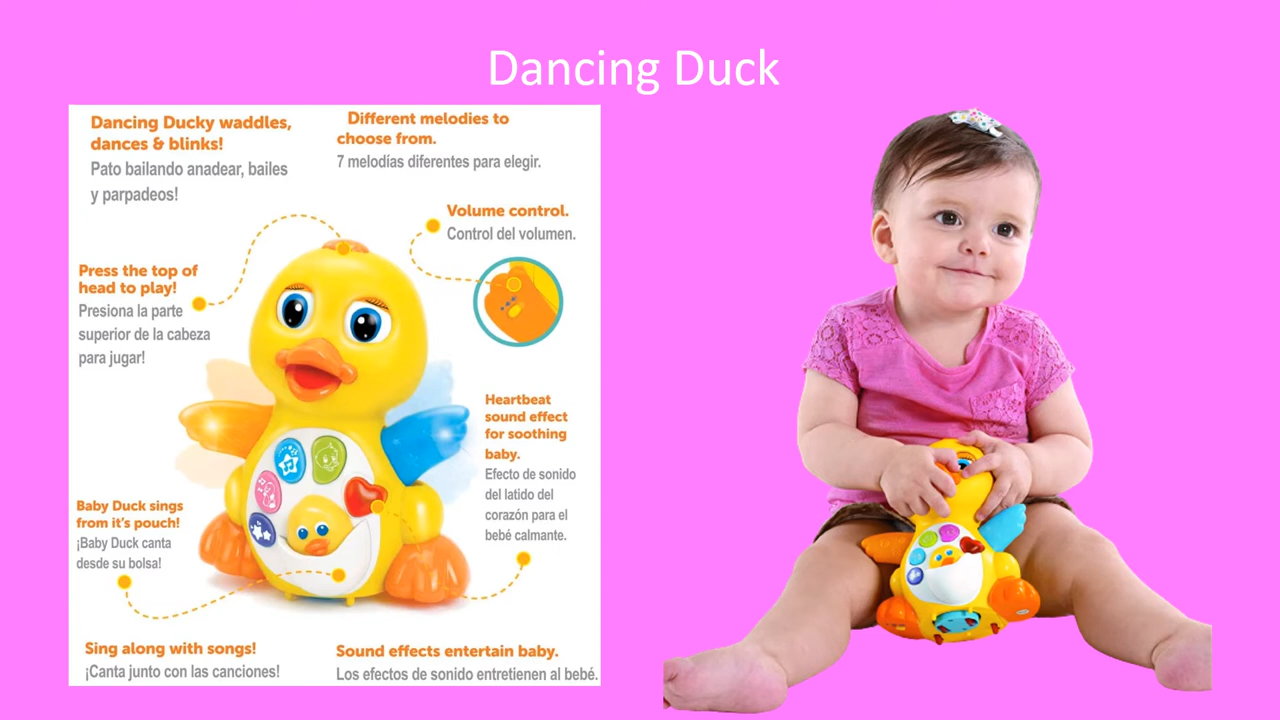 Dancing Duck
Dancing Ducky waddles,
dances & blinks!
Pato bailando anadear, bailes
y parpadeos!
Different melodies to
choose from.
7 melodías diferentes para elegir.
Volume control.
Control del volumen.
Press the top of
head to play!
Presiona la parte
superior de la cabeza
para jugar!
Heartbeat
sound effect
for soothing
baby.
Efecto de sonido
del latido del
corazón para el
bebé calmante.
Baby Duck sings
from it's pouch!
¡Baby Duck canta
desde su bolsa!
Sing along with songs!
¡Canta junto con las canciones!
Sound effects entertain baby.
Los efectos de sonido entretienen al bebé.